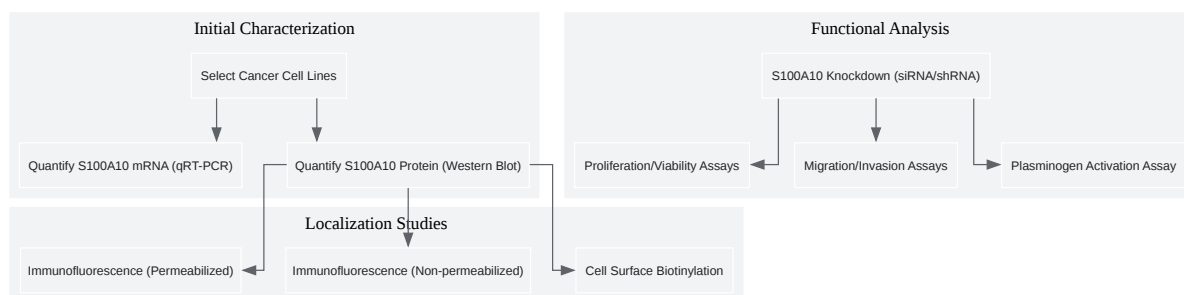 Initial Characterization
Select Cancer Cell Lines
Quantify S100A10 mRNA (qRT-PCR)
Quantify S100A10 Protein (Western Blot)
Localization Studies
Immunofluorescence (Permeabilized)
Immunofluorescence (Non-permeabilized)
Cell Surface Biotinylation
Functional Analysis
S100A10 Knockdown (siRNA/shRNA)
Proliferation/Viability Assays
Migration/Invasion Assays
Plasminogen Activation Assay